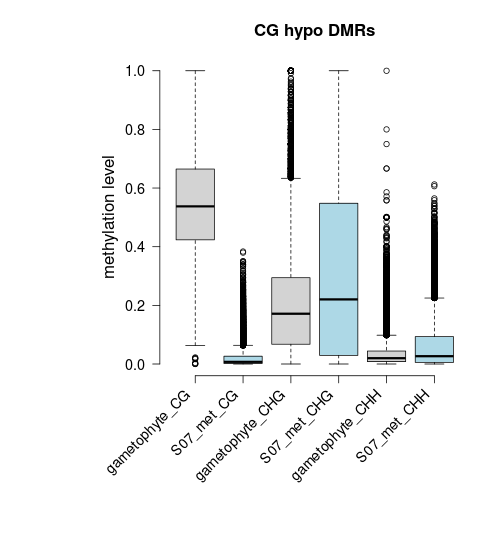 CG hypo DMRs
methylation level
1.0
0.8
0.6
0.4
0.2
0.0
gametophyte_CG
S07_met_CG
gametophyte_CHG
S07_met_CHG
gametophyte_CHH
S07_met_CHH